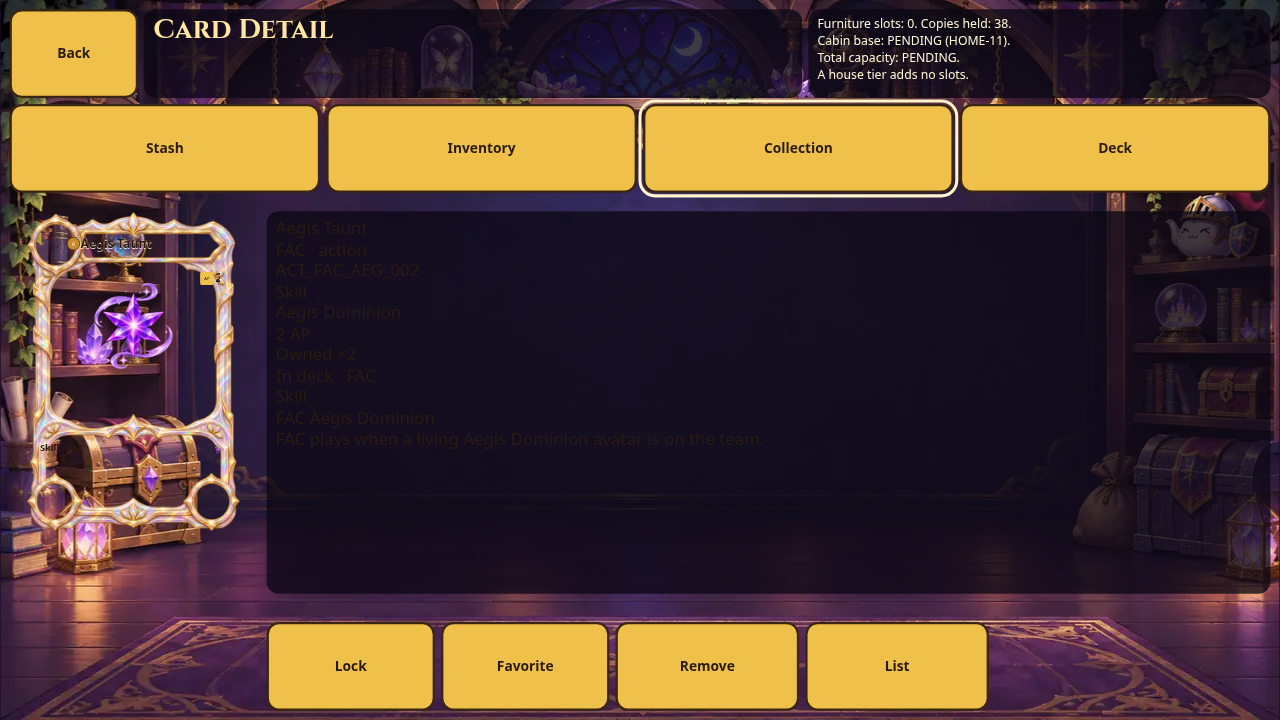 Back
Card Detail
Furniture slots: 0. Copies held: 38.
Cabin base: PENDING (HOME-11).
Total capacity: PENDING.
A house tier adds no slots.
Stash
Inventory
Collection
Deck
Aegis Taunt
AP 2
skill
Aegis Taunt
FAC · action
ACT_FAC_AEG_002
Skill
Aegis Dominion
2 AP
Owned ×2
In deck · FAC
Skill
FAC Aegis Dominion
FAC plays when a living Aegis Dominion avatar is on the team.
Lock
Favorite
Remove
List